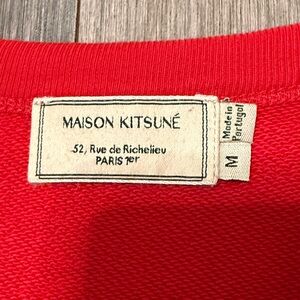 MAISON KITSUNÉ
52, Rue de Richelieu
PARIS 1er
Made in
Portugal
M